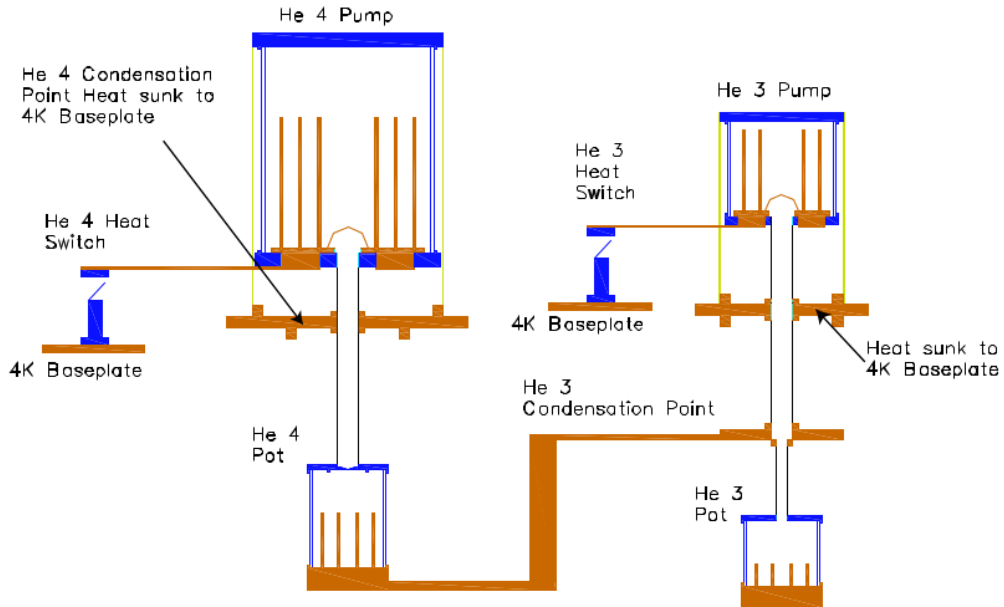 He 4 Pump
He 4 Condensation
Point Heat sunk to
4K Baseplate
He 3 Pump
He 3
Heat
Switch
He 4 Heat
Switch
4K Baseplate
4K Baseplate
Heat sunk to
4K Baseplate
He 3
Condensation Point
He 4
Pot
He 3
Pot